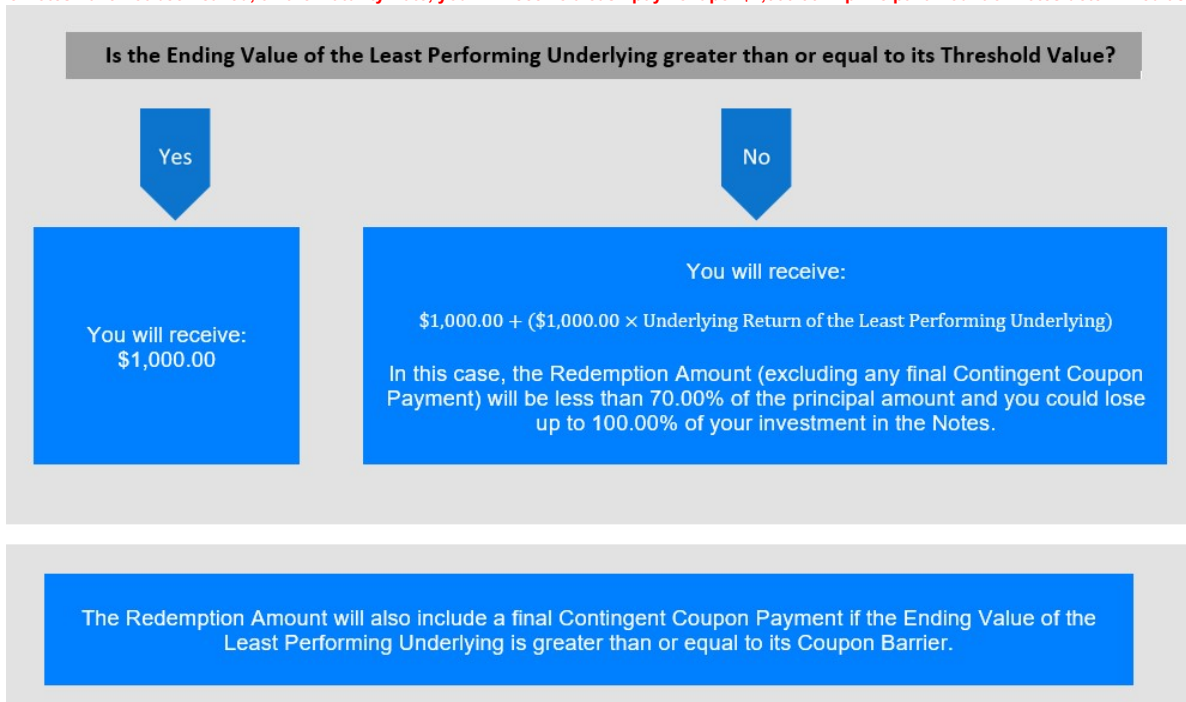 Is the Ending Value of the Least Performing Underlying greater than or equal to its Threshold Value?
Yes
No
You will receive:
$1,000.00
You will receive:
$1,000.00 + ($1,000.00 × Underlying Return of the Least Performing Underlying)
In this case, the Redemption Amount (excluding any final Contingent Coupon
Payment) will be less than 70.00% of the principal amount and you could lose
up to 100.00% of your investment in the Notes.
The Redemption Amount will also include a final Contingent Coupon Payment if the Ending Value of the
Least Performing Underlying is greater than or equal to its Coupon Barrier.